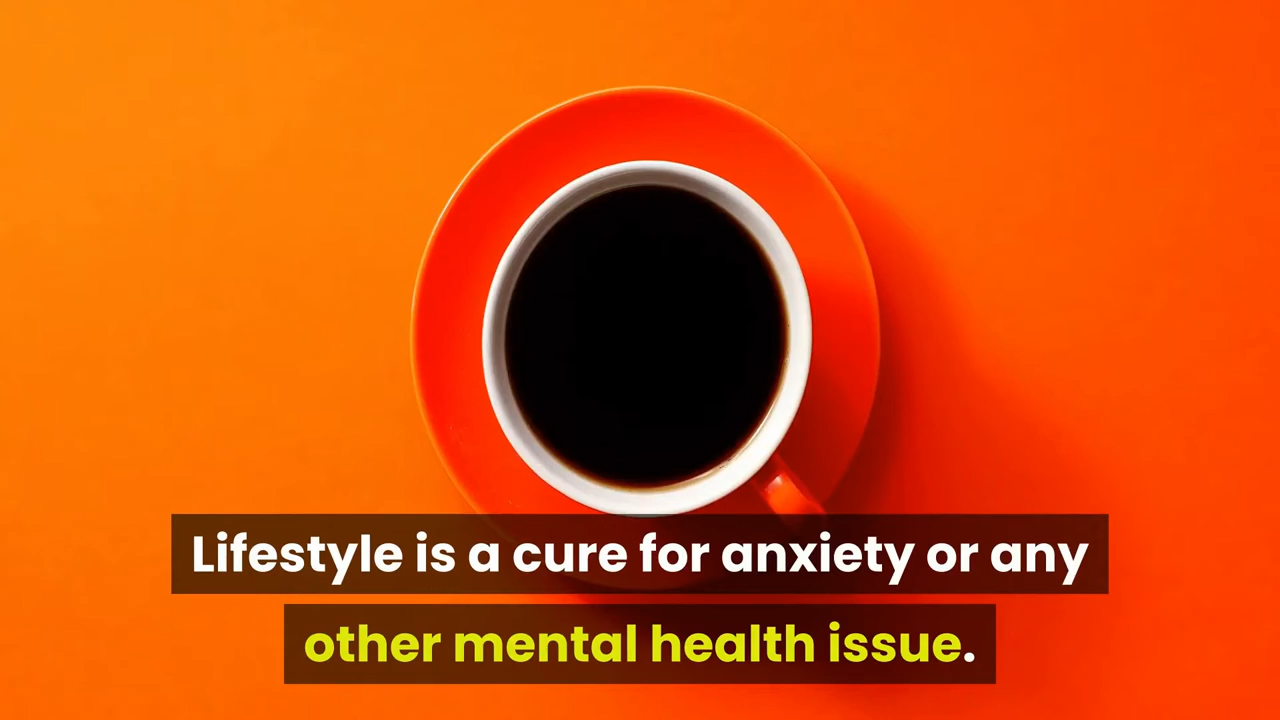 Lifestyle is a cure for anxiety or any
other mental health issue.